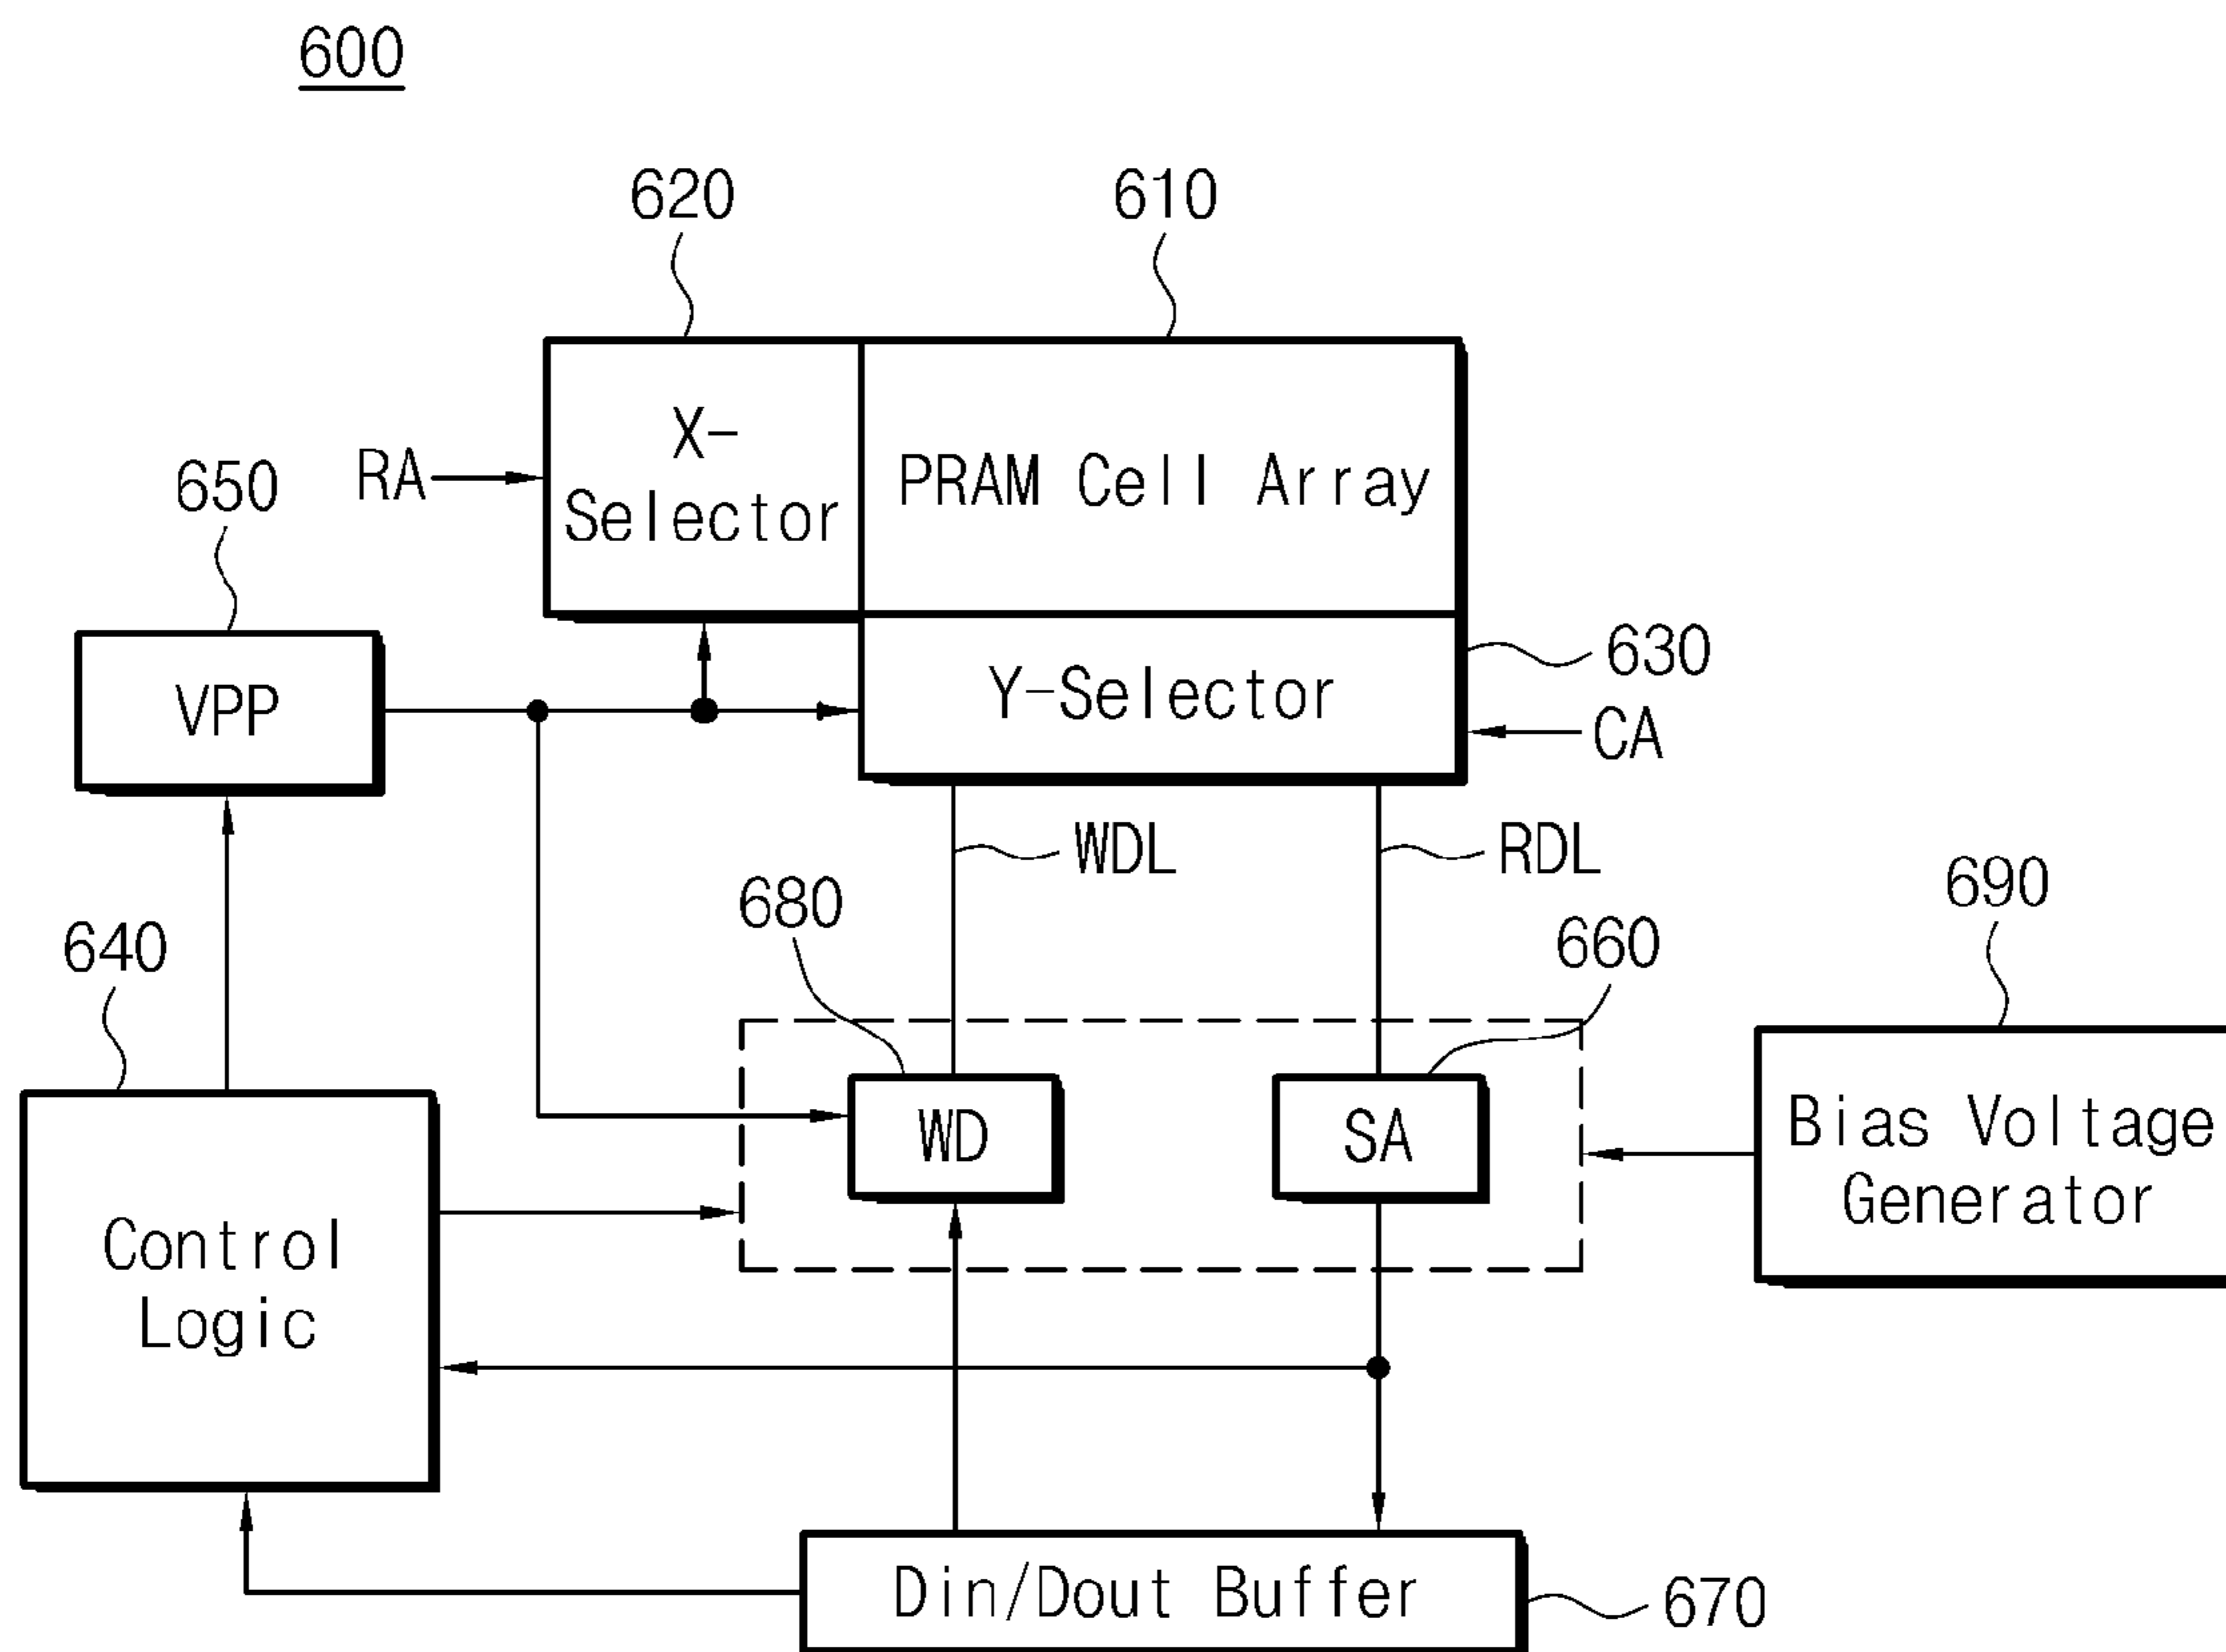 600
620
610
X-
Selector
PRAM Cell Array
RA
650
VPP
630
Y-Selector
CA
WDL
RDL
680
660
690
640
WD
SA
Bias Voltage
Generator
Control
Logic
Din/Dout Buffer
670